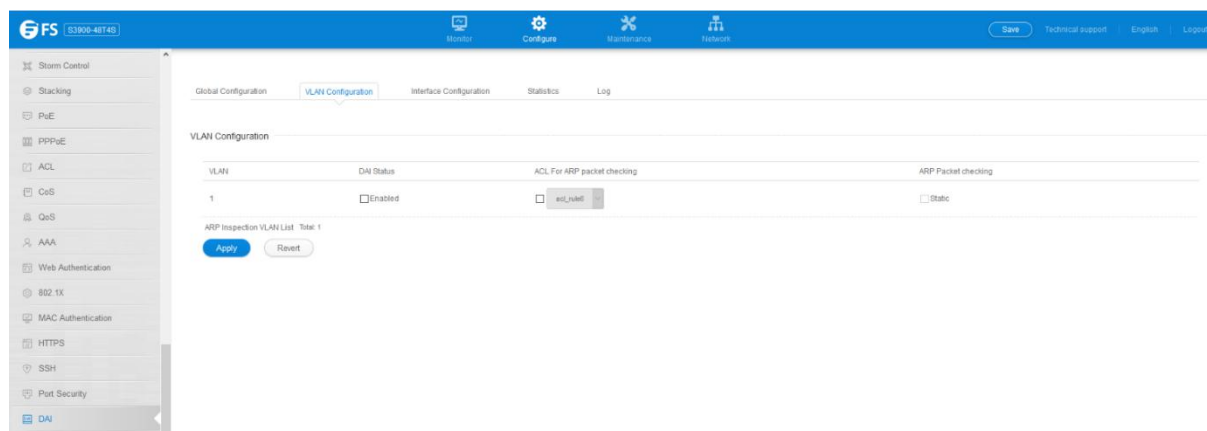 FS S3900-48T4S
Monitor Configure Maintenance Network
Save Technical support English Logout
Storm Control
Stacking
PoE
PPPoE
ACL
CoS
QoS
AAA
Web Authentication
802.1X
MAC Authentication
HTTPS
SSH
Port Security
DAI
Global Configuration VLAN Configuration Interface Configuration Statistics Log
VLAN Configuration
VLAN DAI Status ACL For ARP packet checking ARP Packet checking
1 Enabled Static
ARP Inspection VLAN List Total: 1
Apply Revert